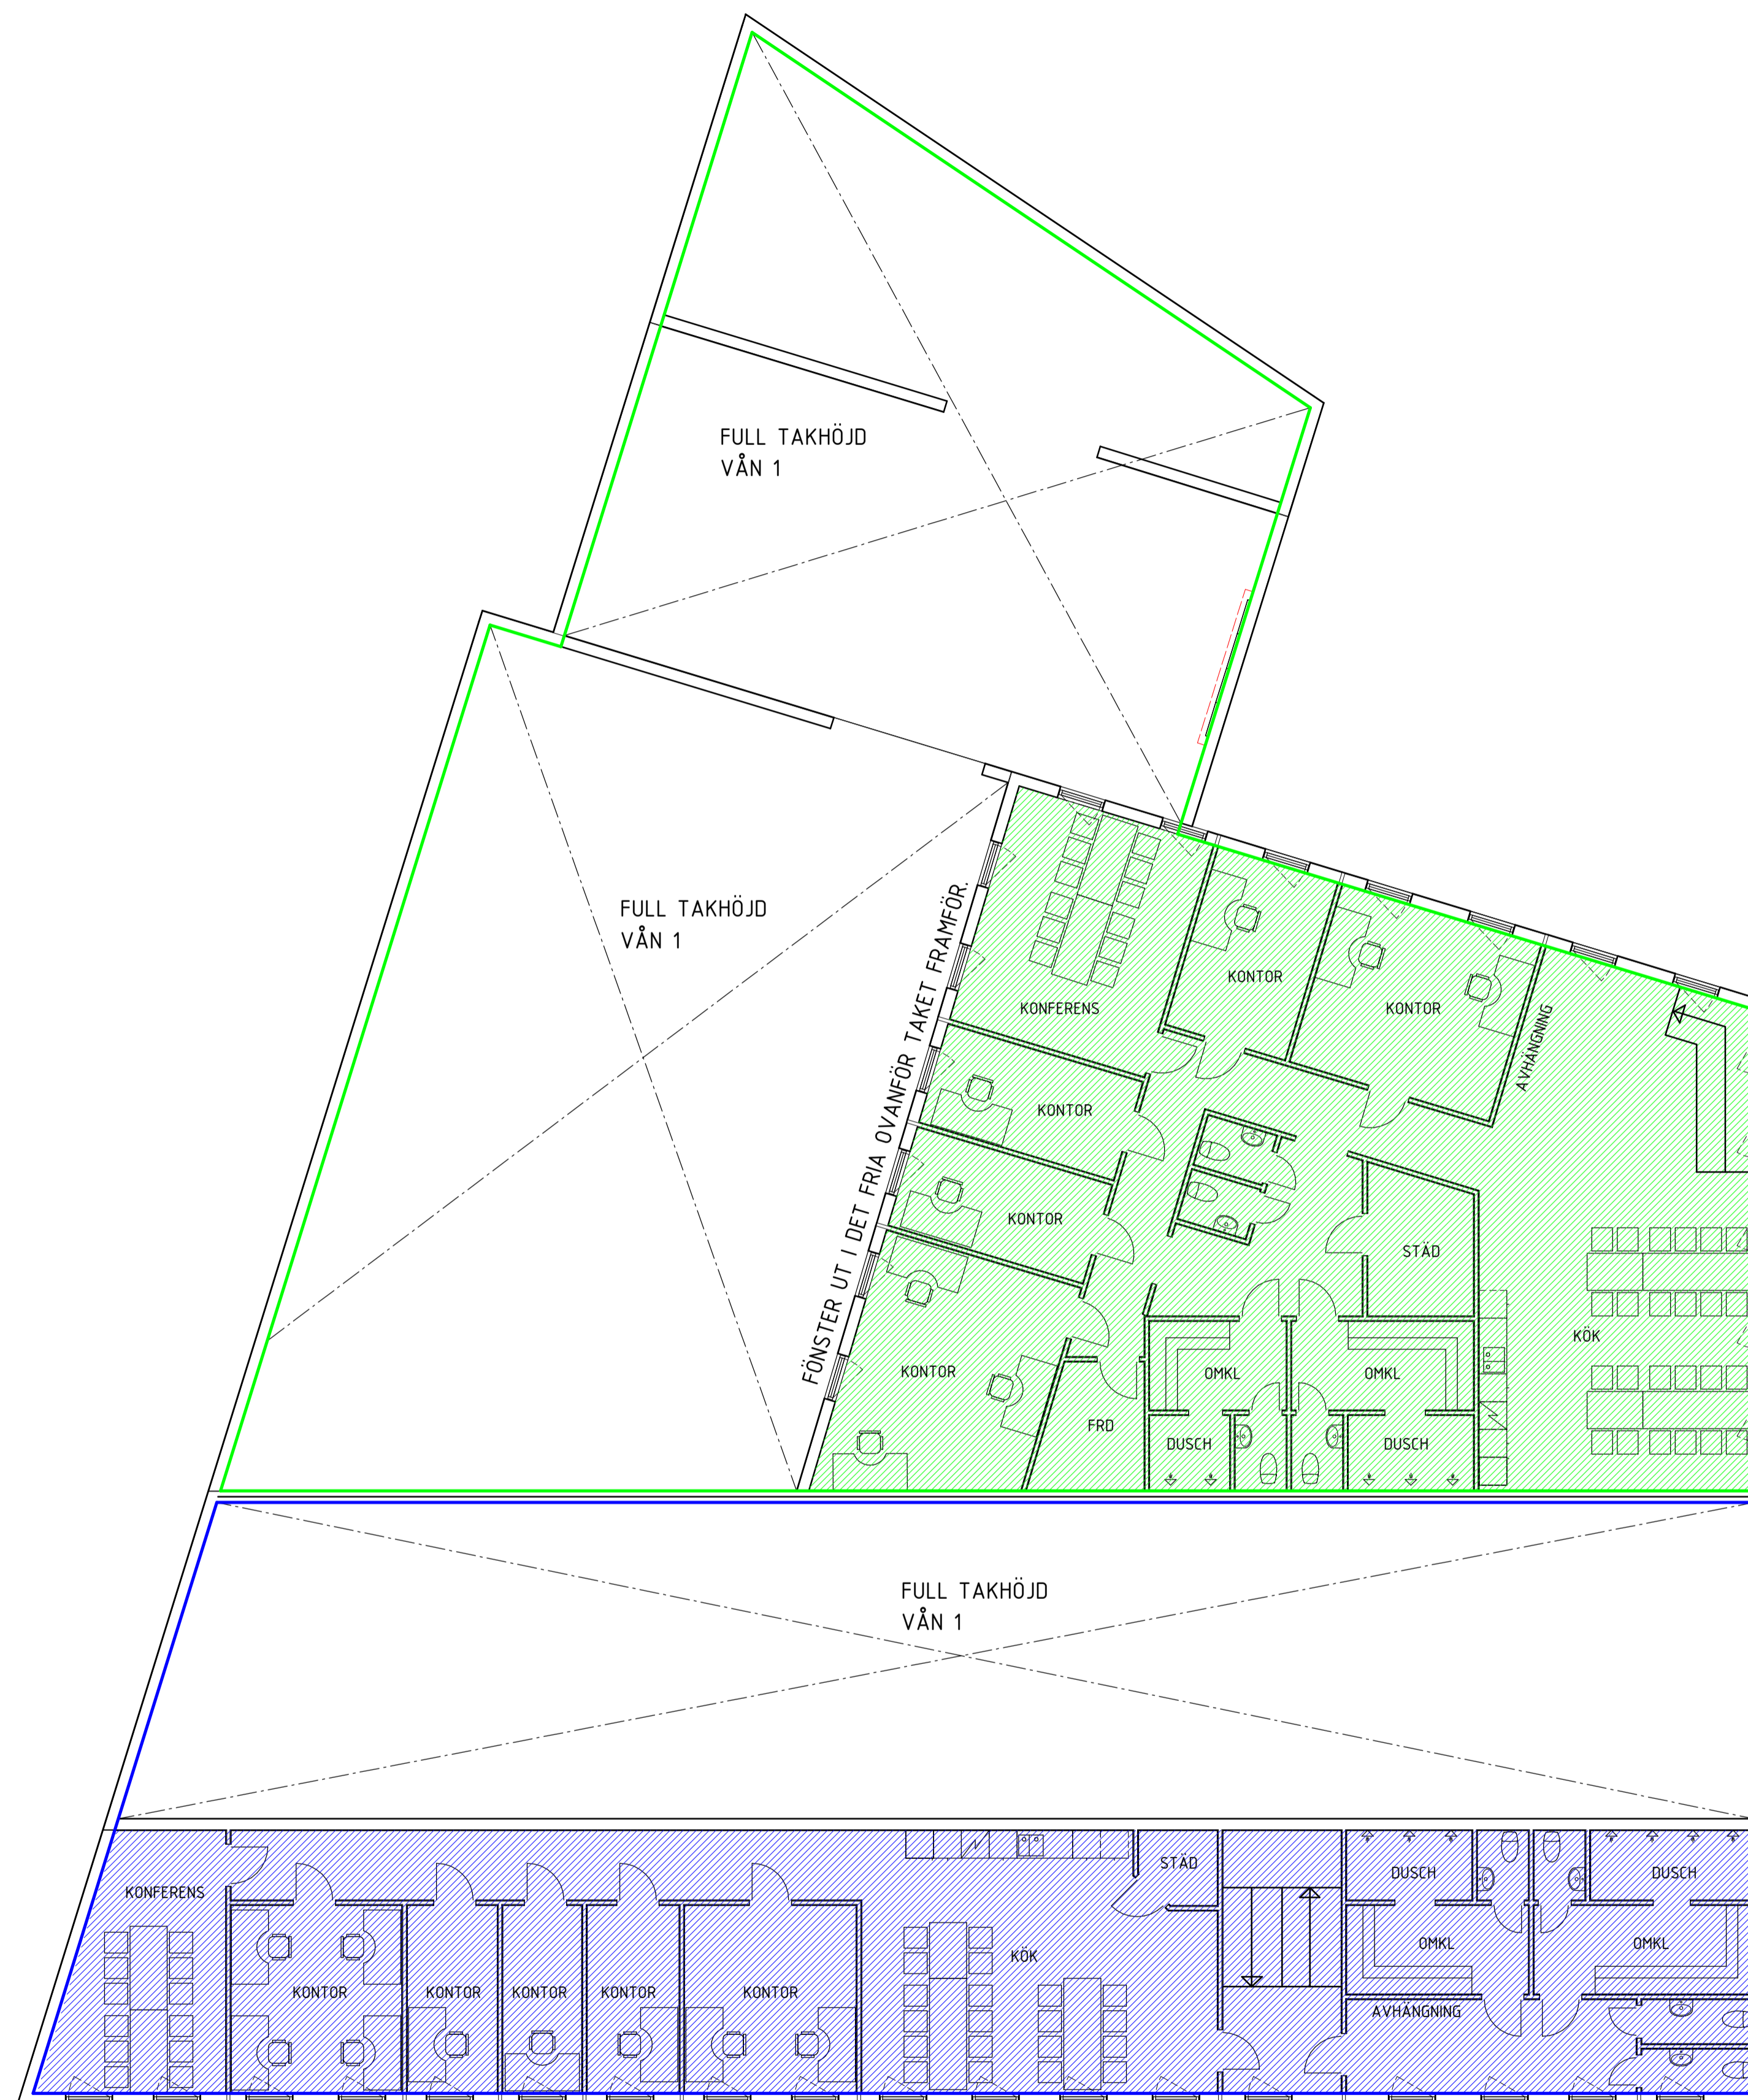 FULL TAKHÖJD
VÅN 1
FULL TAKHÖJD
VÅN 1
FÖNSTER UT I DET FRIA OVANFÖR TAKET FRAMFÖR.
KONTOR
KONFERENS
KONTOR
AVHÄNGNING
KONTOR
KONTOR
STÄD
KÖK
KONTOR
OMKL
OMKL
FRD
DUSCH
DUSCH
FULL TAKHÖJD
VÅN 1
STÄD
DUSCH
DUSCH
KONFERENS
OMKL
OMKL
KÖK
KONTOR
KONTOR
KONTOR
KONTOR
KONTOR
AVHÄNGNING